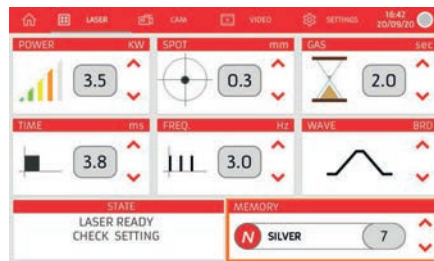 LASER CAM VIDEO SETTINGS 16:42
20/09/20
POWER KW SPOT mm GAS sec
3.5 0.3 2.0
TIME ms FREQ. Hz WAVE BRD
3.8 3.0
STATE MEMORY
LASER READY
CHECK SETTING
N SILVER 7